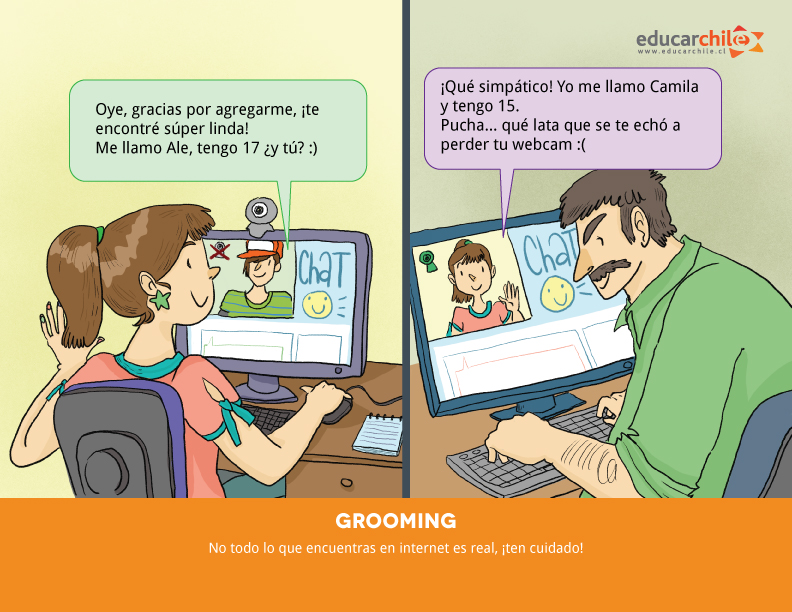 educarchile
www.educarchile.cl
Oye, gracias por agregarme, ¡te
encontré súper linda!
Me llamo Ale, tengo 17 ¿y tú? :)
¡Qué simpático! Yo me llamo Camila
y tengo 15.
Pucha... qué lata que se te echó a
perder tu webcam :(
ChaT
ChaT
GROOMING
No todo lo que encuentras en internet es real, ¡ten cuidado!